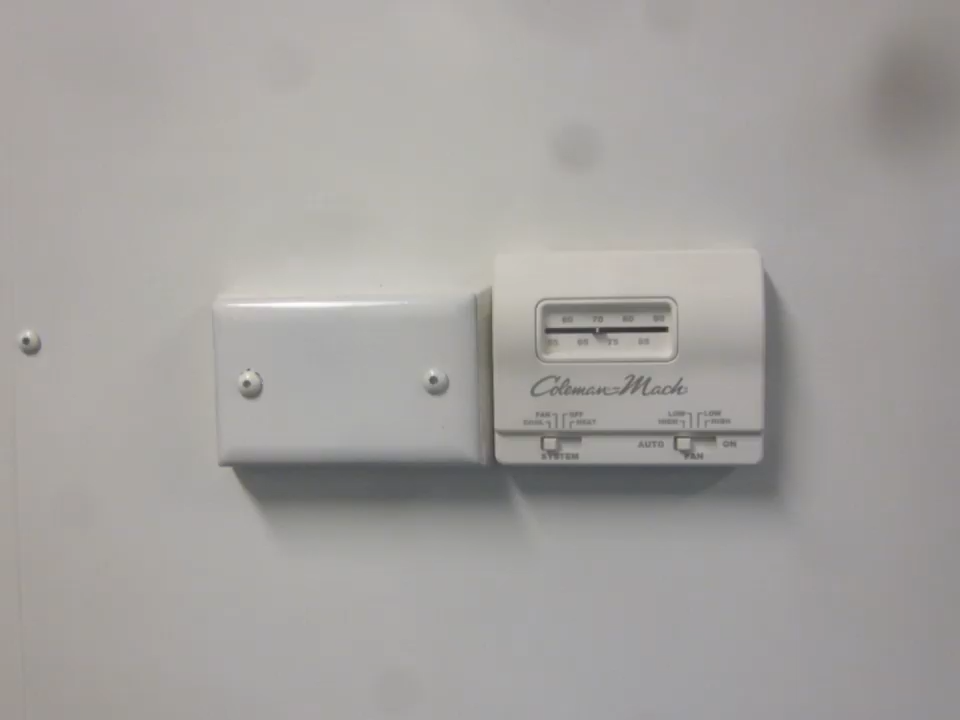 60 70 80 90
55 65 75 85
Coleman-Mach
FAN OFF
COOL HEAT
LOW LOW
HIGH HIGH
AUTO ON
SYSTEM FAN